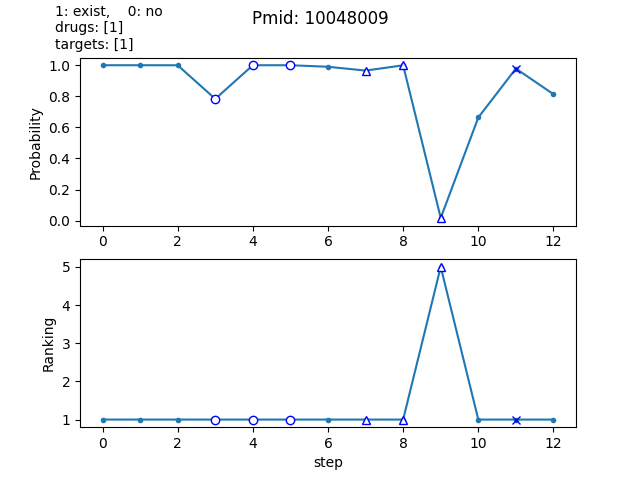 1: exist,    0: no
drugs: [1]
targets: [1]
Pmid: 10048009
1.0
0.8
0.6
0.4
0.2
0.0
Probability
0 2 4 6 8 10 12
5
4
3
2
1
Ranking
0 2 4 6 8 10 12
step